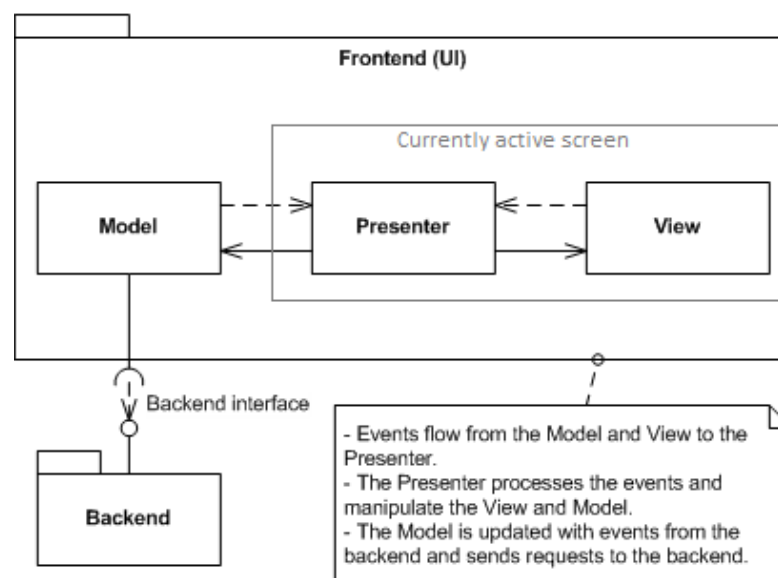 Frontend (UI)
Currently active screen
Model
Presenter
View
Backend interface
Backend
- Events flow from the Model and View to the
Presenter.
- The Presenter processes the events and
manipulate the View and Model.
- The Model is updated with events from the
backend and sends requests to the backend.